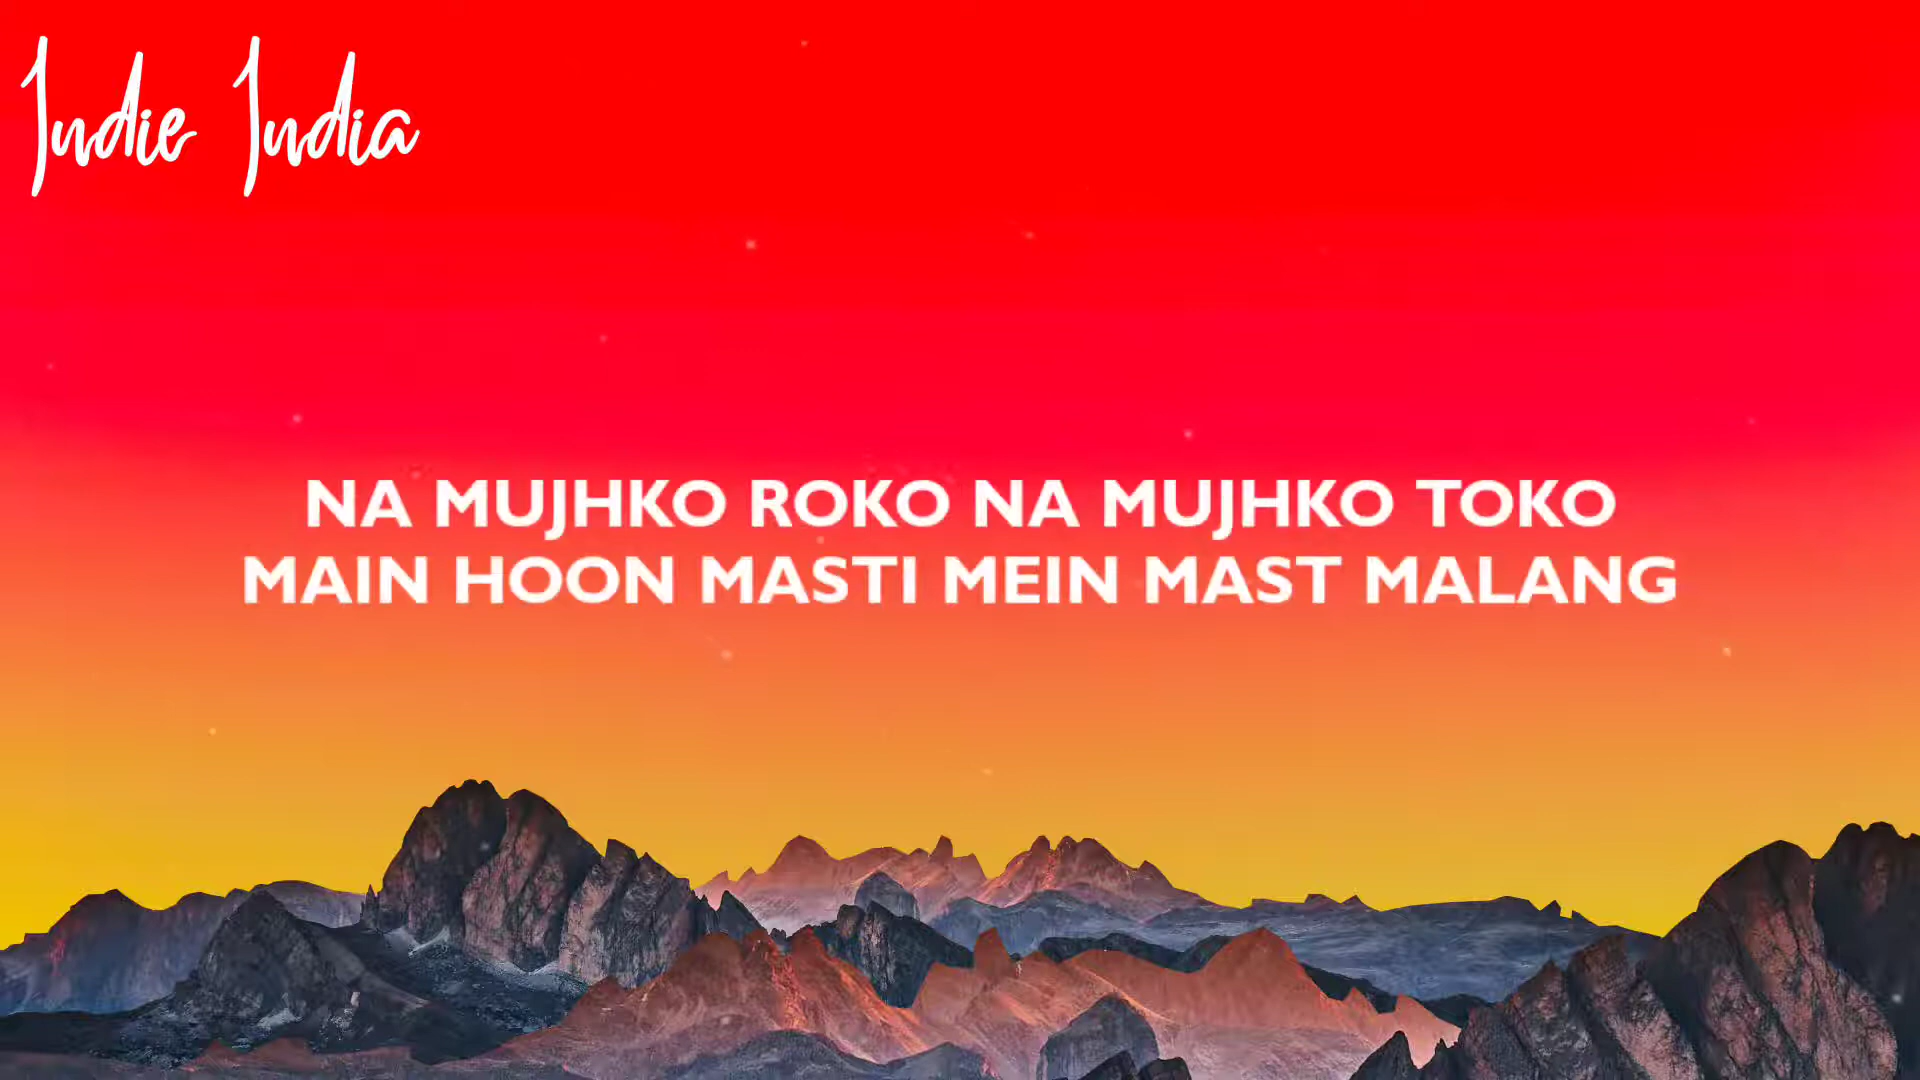 Indie India
NA MUJHKO ROKO NA MUJHKO TOKO
MAIN HOON MASTI MEIN MAST MALANG